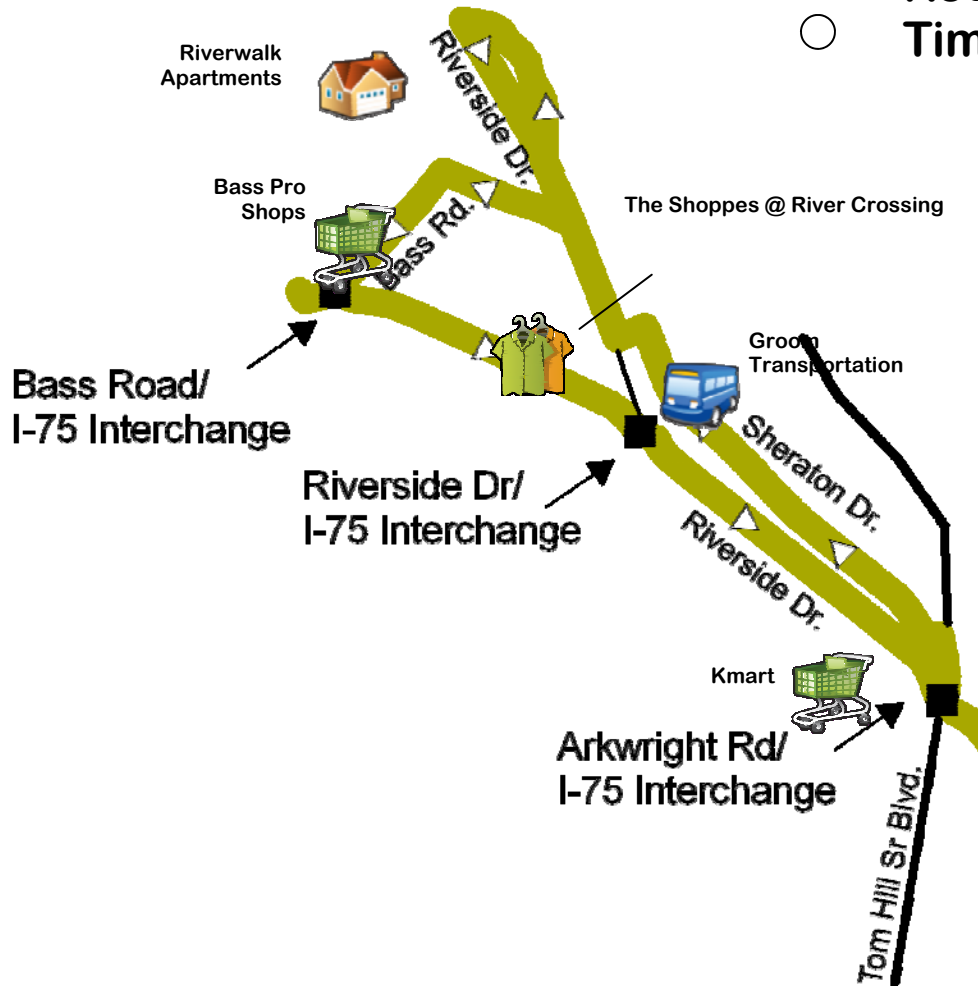 Tim
Riverwalk
Apartments
Riverside Dr.
Bass Pro
Shops
Bass Rd.
The Shoppes @ River Crossing
Groom
Transportation
Bass Road/
I-75 Interchange
Sheraton Dr.
Riverside Dr/
I-75 Interchange
Riverside Dr.
Kmart
Arkwright Rd/
I-75 Interchange
Tom Hill Sr Blvd.